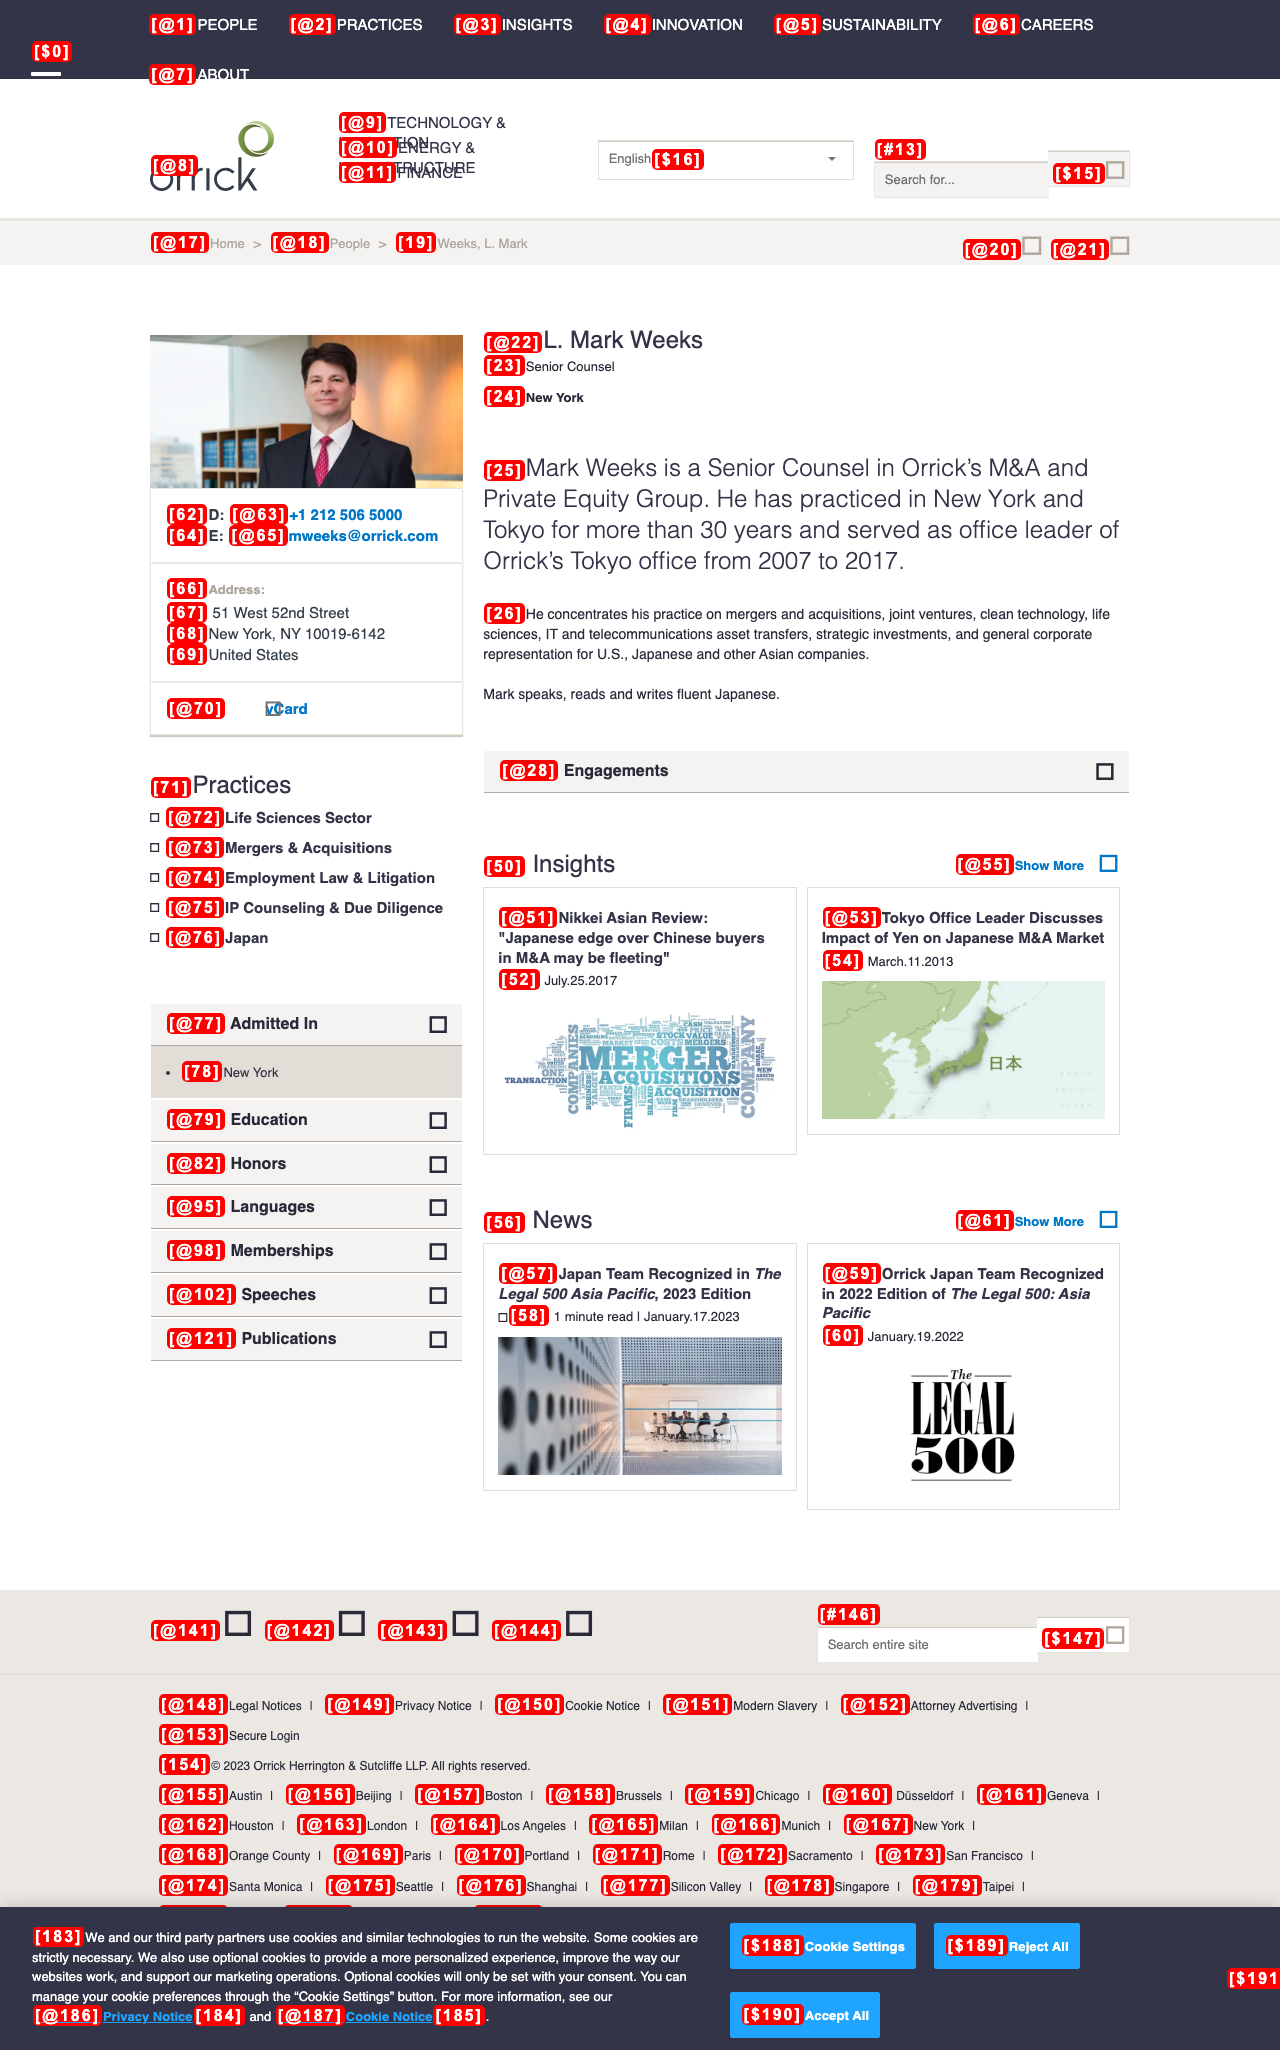 [@1] PEOPLE [@2] PRACTICES [@3] INSIGHTS [@4] INNOVATION [@5] SUSTAINABILITY [@6] CAREERS
[$0]
[@7] ABOUT
[@8] orrick
[@9] TECHNOLOGY &
[@10] ENERGY &
[@11] FINANCE
English [$16]
[#13]
Search for...
[$15]
[@17] Home > [@18] People > [19] Weeks, L. Mark
[@20] [@21]
[@22] L. Mark Weeks
[23] Senior Counsel
[24] New York
[25] Mark Weeks is a Senior Counsel in Orrick’s M&A and
Private Equity Group. He has practiced in New York and
Tokyo for more than 30 years and served as office leader of
Orrick’s Tokyo office from 2007 to 2017.
[26] He concentrates his practice on mergers and acquisitions, joint ventures, clean technology, life
sciences, IT and telecommunications asset transfers, strategic investments, and general corporate
representation for U.S., Japanese and other Asian companies.
Mark speaks, reads and writes fluent Japanese.
[62] D: [@63] +1 212 506 5000
[64] E: [@65] mweeks@orrick.com
[66] Address:
[67] 51 West 52nd Street
[68] New York, NY 10019-6142
[69] United States
[@70] vCard
[71] Practices
[@72] Life Sciences Sector
[@73] Mergers & Acquisitions
[@74] Employment Law & Litigation
[@75] IP Counseling & Due Diligence
[@76] Japan
[@77] Admitted In
[78] New York
[@79] Education
[@82] Honors
[@95] Languages
[@98] Memberships
[@102] Speeches
[@121] Publications
[@28] Engagements
[50] Insights
[@55] Show More
[@51] Nikkei Asian Review:
"Japanese edge over Chinese buyers
in M&A may be fleeting"
[52] July.25.2017
COMPANIES
MERGER
ACQUISITIONS
ACQUISITION
TRANSACTION
FIRMS
COMPANY
STOCK VALUE
COSTS MERGERS
MARKET
ONE
BRAND
CASH
NEW
[@53] Tokyo Office Leader Discusses
Impact of Yen on Japanese M&A Market
[54] March.11.2013
日本
[56] News
[@61] Show More
[@57] Japan Team Recognized in The
Legal 500 Asia Pacific, 2023 Edition
[58] 1 minute read | January.17.2023
[@59] Orrick Japan Team Recognized
in 2022 Edition of The Legal 500: Asia
Pacific
[60] January.19.2022
The
LEGAL
500
[@141] [@142] [@143] [@144]
[#146]
Search entire site
[$147]
[@148] Legal Notices | [@149] Privacy Notice | [@150] Cookie Notice | [@151] Modern Slavery | [@152] Attorney Advertising |
[@153] Secure Login
[154] © 2023 Orrick Herrington & Sutcliffe LLP. All rights reserved.
[@155] Austin | [@156] Beijing | [@157] Boston | [@158] Brussels | [@159] Chicago | [@160] Düsseldorf | [@161] Geneva |
[@162] Houston | [@163] London | [@164] Los Angeles | [@165] Milan | [@166] Munich | [@167] New York |
[@168] Orange County | [@169] Paris | [@170] Portland | [@171] Rome | [@172] Sacramento | [@173] San Francisco |
[@174] Santa Monica | [@175] Seattle | [@176] Shanghai | [@177] Silicon Valley | [@178] Singapore | [@179] Taipei |
[183] We and our third party partners use cookies and similar technologies to run the website. Some cookies are
strictly necessary. We also use optional cookies to provide a more personalized experience, improve the way our
websites work, and support our marketing operations. Optional cookies will only be set with your consent. You can
manage your cookie preferences through the “Cookie Settings” button. For more information, see our
[@186] Privacy Notice [184] and [@187] Cookie Notice [185] .
[$188] Cookie Settings
[$189] Reject All
[$190] Accept All
[$191